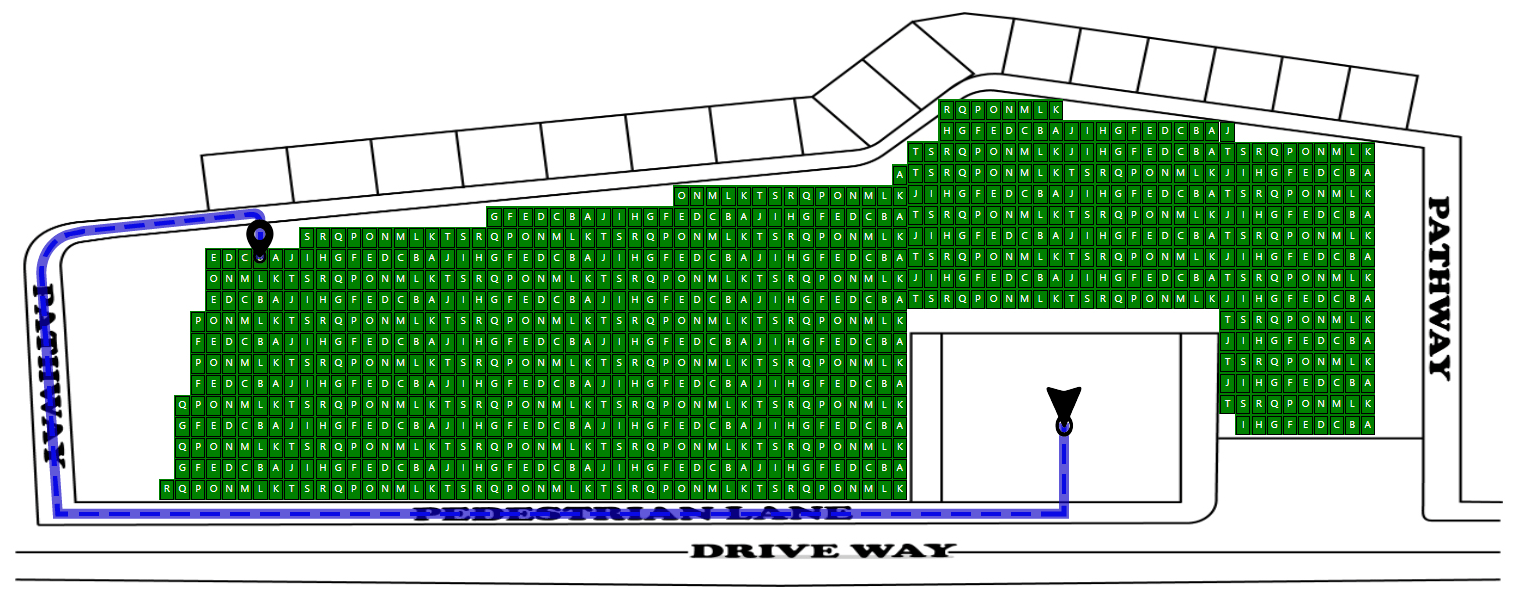 R Q P O N M L K
H G F E D C B A J I H G F E D C B A J
T S R Q P O N M L K J I H G F E D C B A T S R Q P O N M L K
A T S R Q P O N M L K T S R Q P O N M L K J I H G F E D C B A
O N M L K T S R Q P O N M L K J I H G F E D C B A J I H G F E D C B A T S R Q P O N M L K
G F E D C B A J I H G F E D C B A J I H G F E D C B A T S R Q P O N M L K T S R Q P O N M L K J I H G F E D C B A
S R Q P O N M L K T S R Q P O N M L K T S R Q P O N M L K T S R Q P O N M L K J I H G F E D C B A J I H G F E D C B A T S R Q P O N M L K
E D C A J I H G F E D C B A J I H G F E D C B A J I H G F E D C B A J I H G F E D C B A T S R Q P O N M L K T S R Q P O N M L K J I H G F E D C B A
O N M L K T S R Q P O N M L K T S R Q P O N M L K T S R Q P O N M L K T S R Q P O N M L K J I H G F E D C B A J I H G F E D C B A T S R Q P O N M L K
E D C B A J I H G F E D C B A J I H G F E D C B A J I H G F E D C B A J I H G F E D C B A T S R Q P O N M L K T S R Q P O N M L K J I H G F E D C B A
P O N M L K T S R Q P O N M L K T S R Q P O N M L K T S R Q P O N M L K T S R Q P O N M L K T S R Q P O N M L K
F E D C B A J I H G F E D C B A J I H G F E D C B A J I H G F E D C B A J I H G F E D C B A J I H G F E D C B A
P O N M L K T S R Q P O N M L K T S R Q P O N M L K T S R Q P O N M L K T S R Q P O N M L K T S R Q P O N M L K
F E D C B A J I H G F E D C B A J I H G F E D C B A J I H G F E D C B A J I H G F E D C B A J I H G F E D C B A
Q P O N M L K T S R Q P O N M L K T S R Q P O N M L K T S R Q P O N M L K T S R Q P O N M L K T S R Q P O N M L K
G F E D C B A J I H G F E D C B A J I H G F E D C B A J I H G F E D C B A J I H G F E D C B A I H G F E D C B A
Q P O N M L K T S R Q P O N M L K T S R Q P O N M L K T S R Q P O N M L K T S R Q P O N M L K
G F E D C B A J I H G F E D C B A J I H G F E D C B A J I H G F E D C B A J I H G F E D C B A
R Q P O N M L K T S R Q P O N M L K T S R Q P O N M L K T S R Q P O N M L K T S R Q P O N M L K
PATHWAY
PATHWAY
PEDESTRIAN LANE
DRIVE WAY